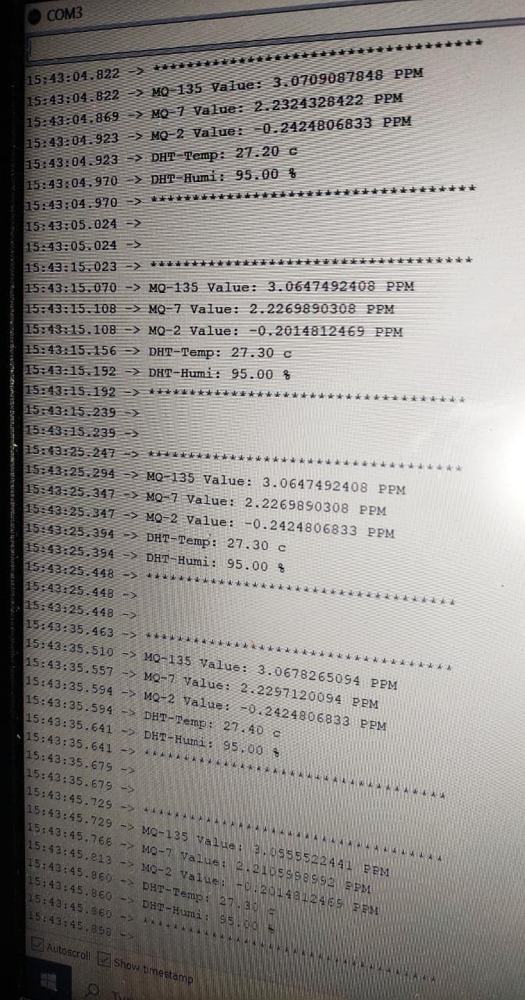 COM3
15:43:04.822 -> ***********************************
15:43:04.822 -> MQ-135 Value: 3.0709087848 PPM
15:43:04.869 -> MQ-7 Value: 2.2324328422 PPM
15:43:04.923 -> MQ-2 Value: -0.2424806833 PPM
15:43:04.923 -> DHT-Temp: 27.20 c
15:43:04.970 -> DHT-Humi: 95.00 %
15:43:04.970 -> ***********************************
15:43:05.024 ->
15:43:05.024 ->
15:43:15.023 -> ***********************************
15:43:15.070 -> MQ-135 Value: 3.0647492408 PPM
15:43:15.108 -> MQ-7 Value: 2.2269890308 PPM
15:43:15.108 -> MQ-2 Value: -0.2014812469 PPM
15:43:15.156 -> DHT-Temp: 27.30 c
15:43:15.192 -> DHT-Humi: 95.00 %
15:43:15.192 -> ***********************************
15:43:15.239 ->
15:43:15.239 ->
15:43:25.247 -> ***********************************
15:43:25.294 -> MQ-135 Value: 3.0647492408 PPM
15:43:25.347 -> MQ-7 Value: 2.2269890308 PPM
15:43:25.347 -> MQ-2 Value: -0.2424806833 PPM
15:43:25.394 -> DHT-Temp: 27.30 c
15:43:25.394 -> DHT-Humi: 95.00 %
15:43:25.448 -> ***********************************
15:43:25.448 ->
15:43:25.448 ->
15:43:35.463 -> ***********************************
15:43:35.510 -> MQ-135 Value: 3.0678265094 PPM
15:43:35.557 -> MQ-7 Value: 2.2297120094 PPM
15:43:35.594 -> MQ-2 Value: -0.2424806833 PPM
15:43:35.594 -> DHT-Temp: 27.40 c
15:43:35.641 -> DHT-Humi: 95.00 %
15:43:35.641 -> ***********************************
15:43:35.679 ->
15:43:35.679 ->
15:43:45.729 -> ***********************************
15:43:45.729 -> MQ-135 Value: 3.0555522441 PPM
15:43:45.766 -> MQ-7 Value: 2.2105998992 PPM
15:43:45.813 -> MQ-2 Value: -0.2014812469 PPM
15:43:45.860 -> DHT-Temp: 27.30 c
15:43:45.860 -> DHT-Humi: 95.00 %
15:43:45.860 -> ***********************************
15:43:45.898 ->
Autoscroll Show timestamp